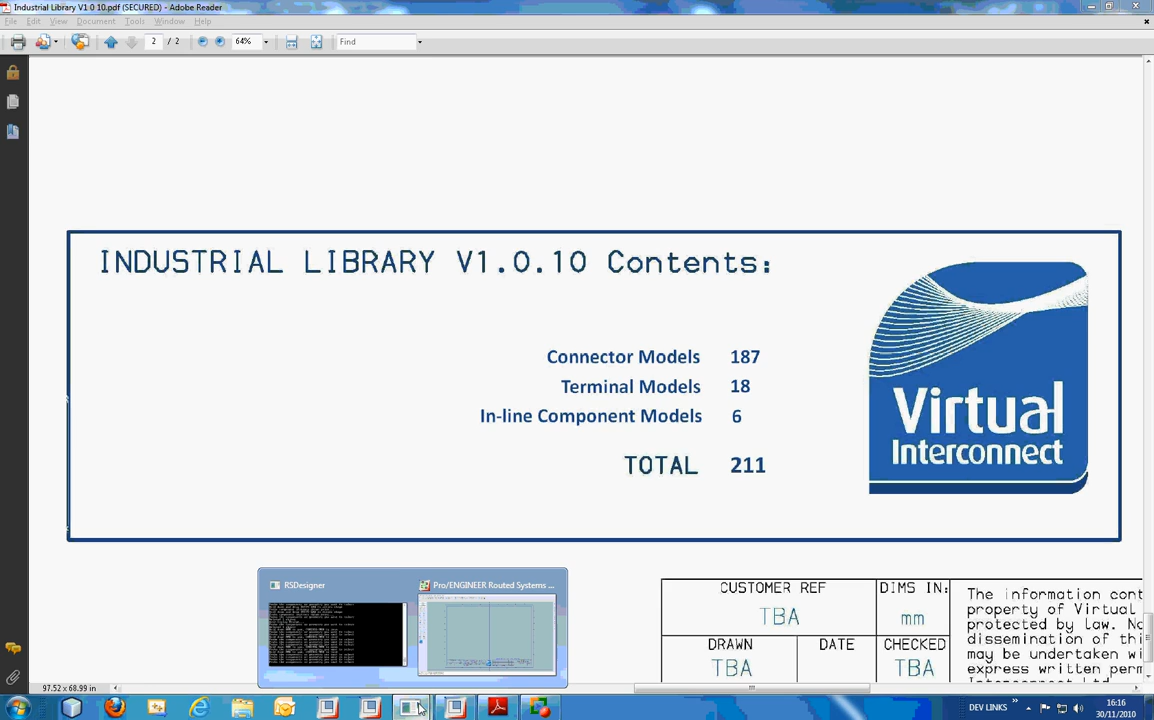 Industrial Library V1 0 10.pdf (SECURED) - Adobe Reader
File Edit View Document Tools Window Help
2 / 2 64% Find
INDUSTRIAL LIBRARY V1.0.10 Contents:
Connector Models 187
Terminal Models 18
In-line Component Models 6
TOTAL 211
Virtual
Interconnect
RSDesigner
Pro/ENGINEER Routed Systems ...
CUSTOMER REF
TBA
DIMS IN:
mm
DRAWN
TBA
DATE
CHECKED
TBA
The information cont
property of Virtual
protected by law. No
dissemination of thi
may be undertaken wi
express written perm
Interconnect Ltd
97.52 x 68.99 in
DEV LINKS
16:16
30/11/2010